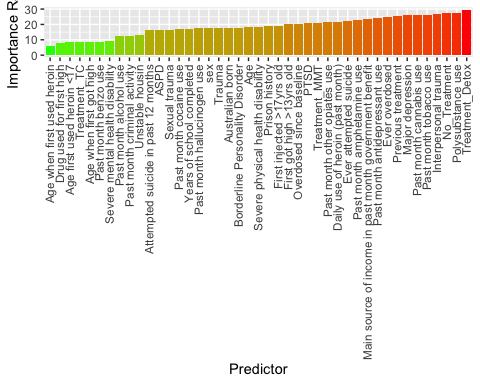 Importance R
30
20
10
0
Age when first used heroin
Drug used for first high
Age first used heroin <17
Treatment_TC
Age when first got high
Past month benzo use
Severe mental health disability
Past month alcohol use
Past month criminal activity
Unstable housin
Attempted suicide in past 12 months
ASPD
Sexual trauma
Past month cocaine use
Years of school completed
Past month hallucinogen use
sex
Trauma
Australian born
Borderline Personality Disorder
Age
Severe physical health disability
Prison history
First injected >17yrs old
First got high >13yrs old
Overdosed since baseline
PTSD
Treatment_MMT
Past month other opiates use
Daily use of heroin (past month)
Ever attempted suicide
Past month amphetamine use
Main source of income in past month government benefit
Past month antidepressant use
Ever overdosed
Previous treatment
Major depression
Past month cannabis use
Past month tobacco use
Interpersonal trauma
No_Treatment
Polysubstance use
Treatment_Detox
Predictor